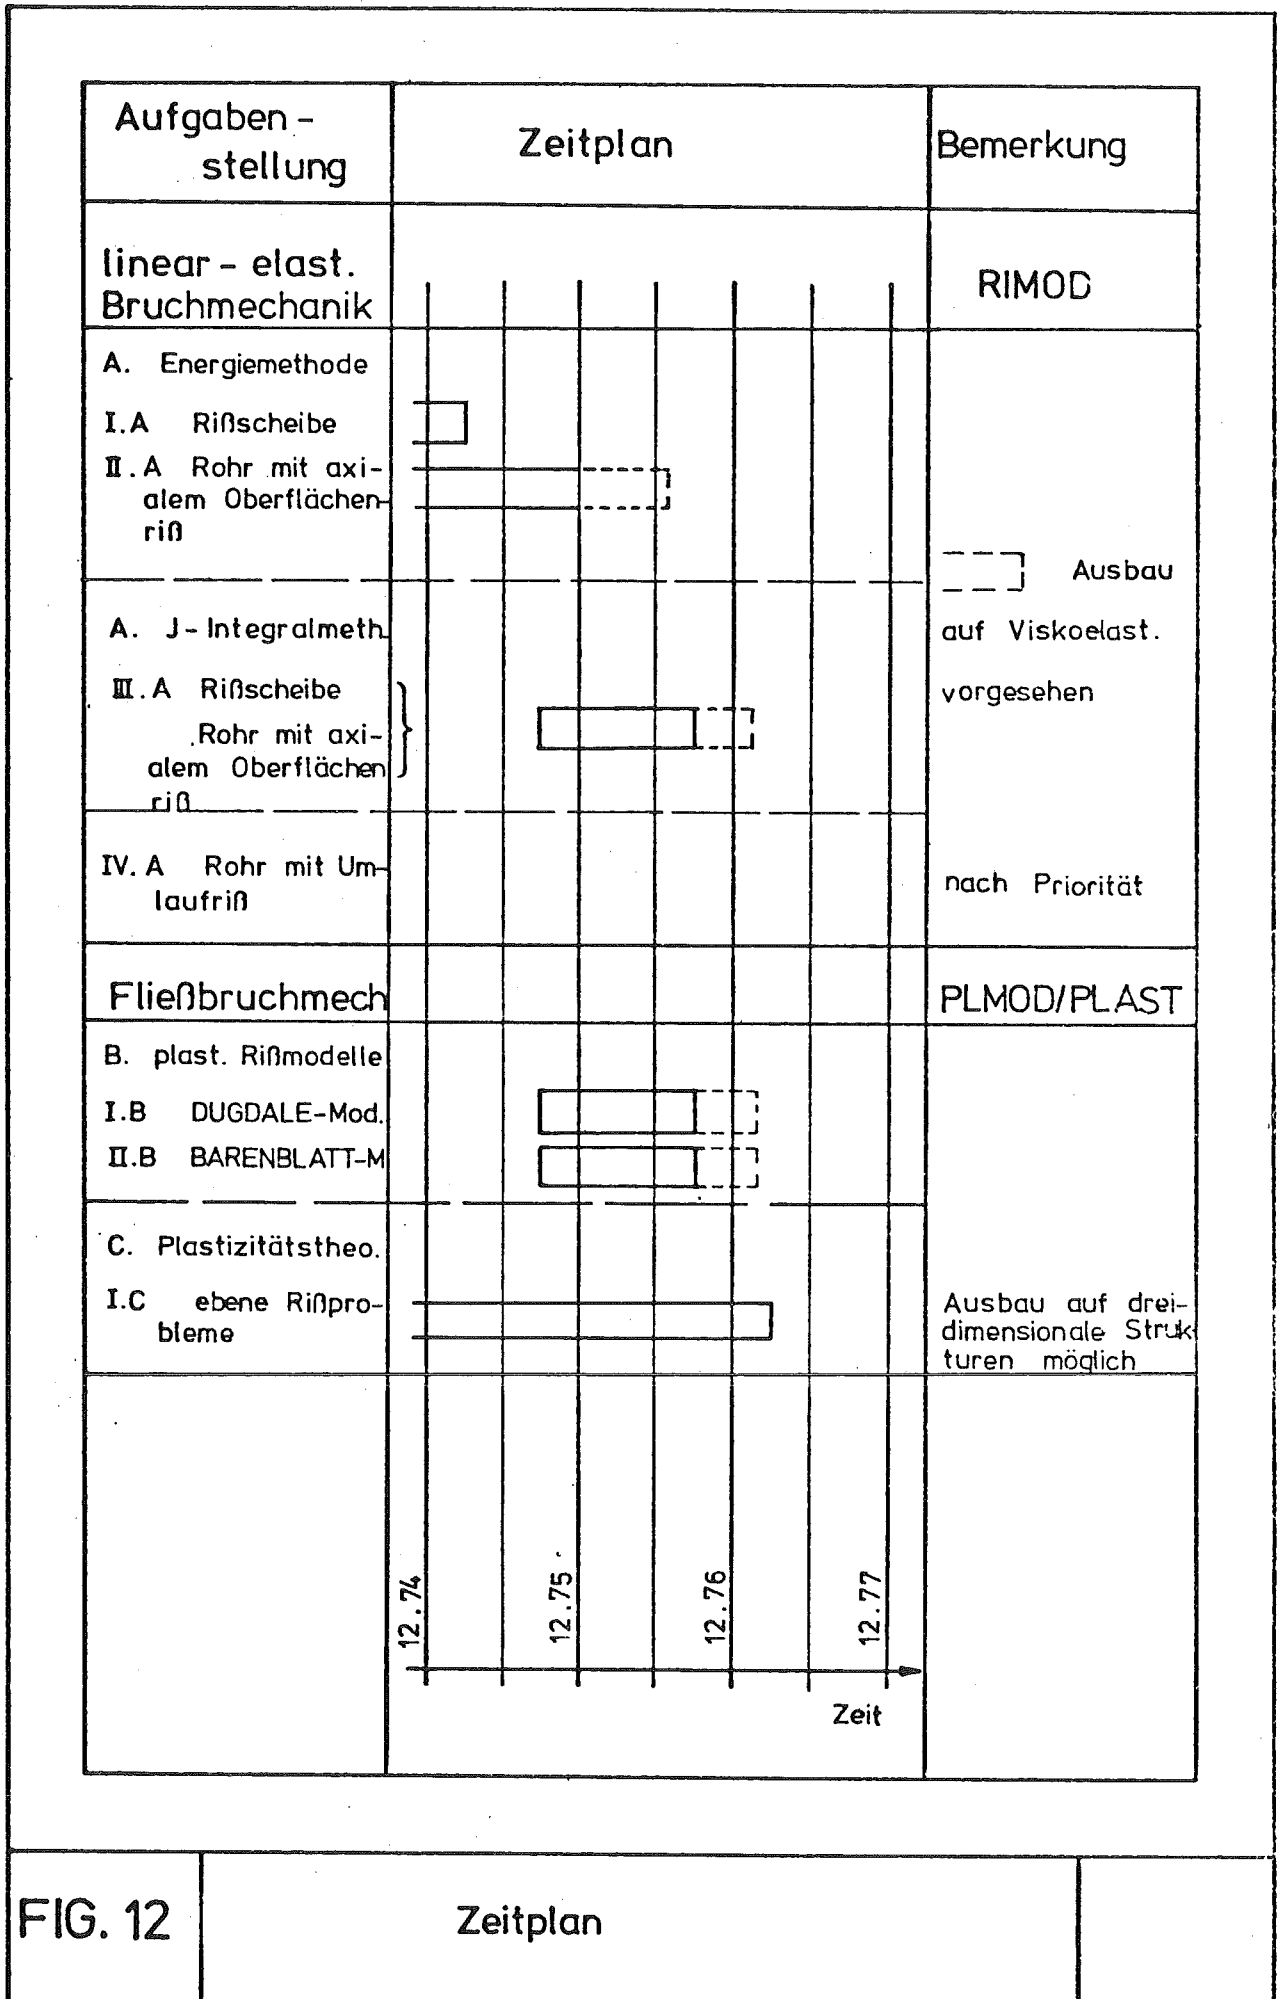 Aufgaben-
stellung
Zeitplan
Bemerkung
linear-elast.
Bruchmechanik
RIMOD
A. Energiemethode
I.A Rißscheibe
II.A Rohr mit axi-
alem Oberflächen-
riß
Ausbau
auf Viskoelast.
vorgesehen
A. J-Integralmeth.
III.A Rißscheibe
Rohr mit axi-
alem Oberflächen
riß
IV.A Rohr mit Um-
laufriß
nach Priorität
Fließbruchmech
PLMOD/PLAST
B. plast. Rißmodelle
I.B DUGDALE-Mod.
II.B BARENBLATT-M
C. Plastizitätstheo.
I.C ebene Rißpro-
bleme
Ausbau auf drei-
dimensionale Struk-
turen möglich
12.74
12.75
12.76
12.77
Zeit
FIG. 12
Zeitplan